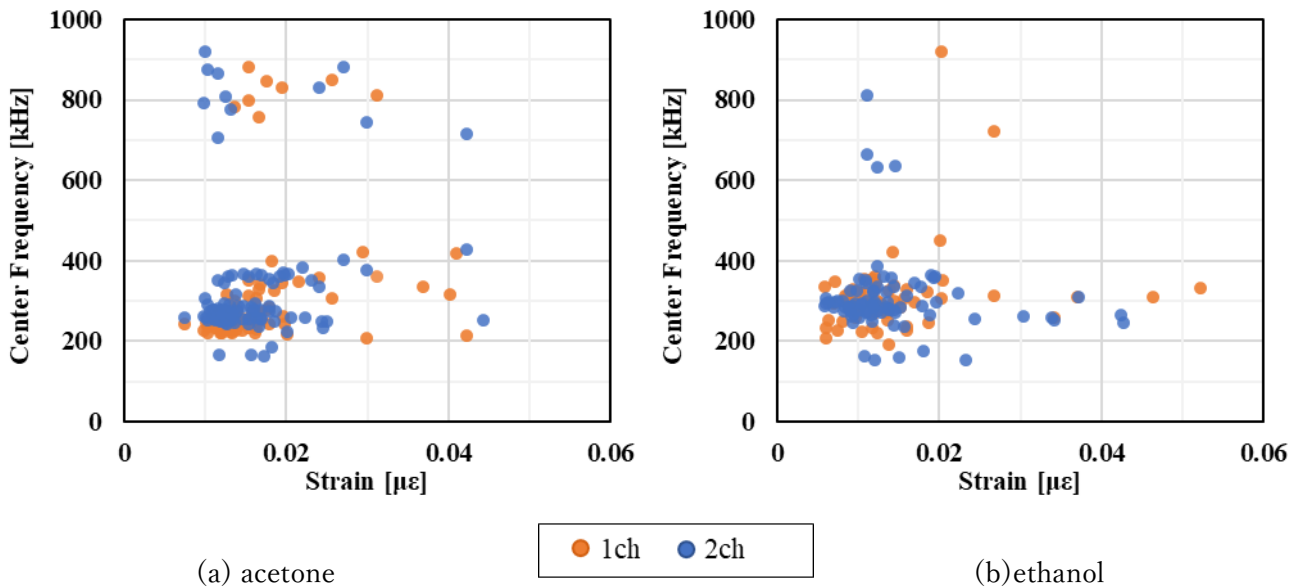 1000
800
600
400
200
0
Center Frequency [kHz]
0
0.02
0.04
0.06
Strain [με]
1000
800
600
400
200
0
Center Frequency [kHz]
0
0.02
0.04
0.06
Strain [με]
1ch
2ch
(a) acetone
(b)ethanol